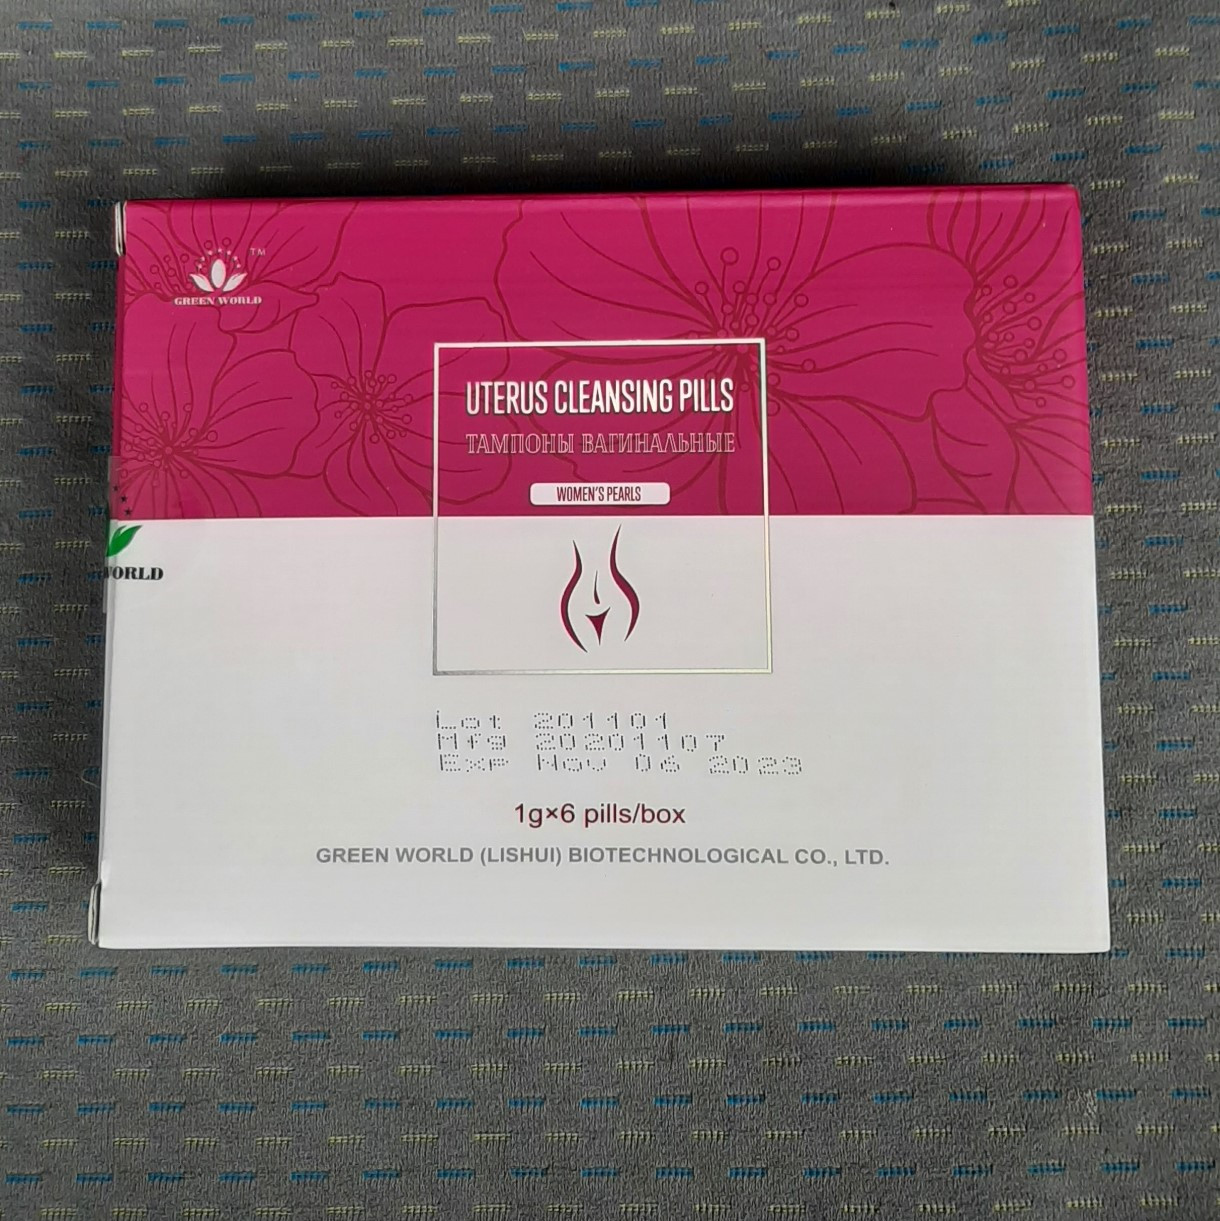 TM
GREEN WORLD
UTERUS CLEANSING PILLS
ТАМПОНЫ ВАГИНАЛЬНЫЕ
WOMEN'S PEARLS
WORLD
Lot 201101
Mfg 20201107
Exp Nov 06 2023
1g×6 pills/box
GREEN WORLD (LISHUI) BIOTECHNOLOGICAL CO., LTD.